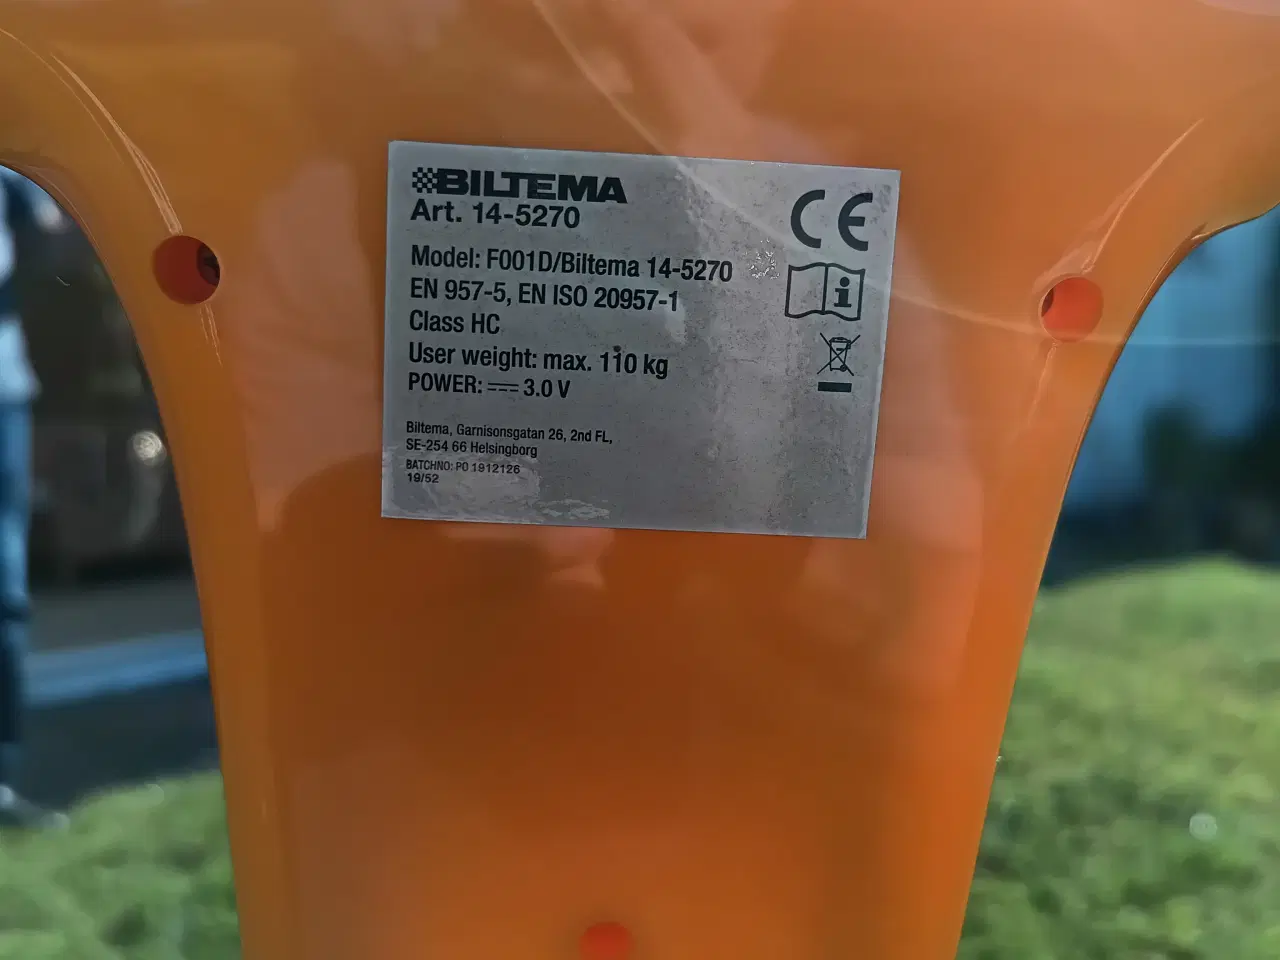 BILTEMA
Art. 14-5270
Model: F001D/Biltema 14-5270
EN 957-5, EN ISO 20957-1
Class HC
User weight: max. 110 kg
POWER: ⎓ 3.0 V
Biltema, Garnisonsgatan 26, 2nd FL,
SE-254 66 Helsingborg
BATCHNO: PO 1912126
19/52
CE